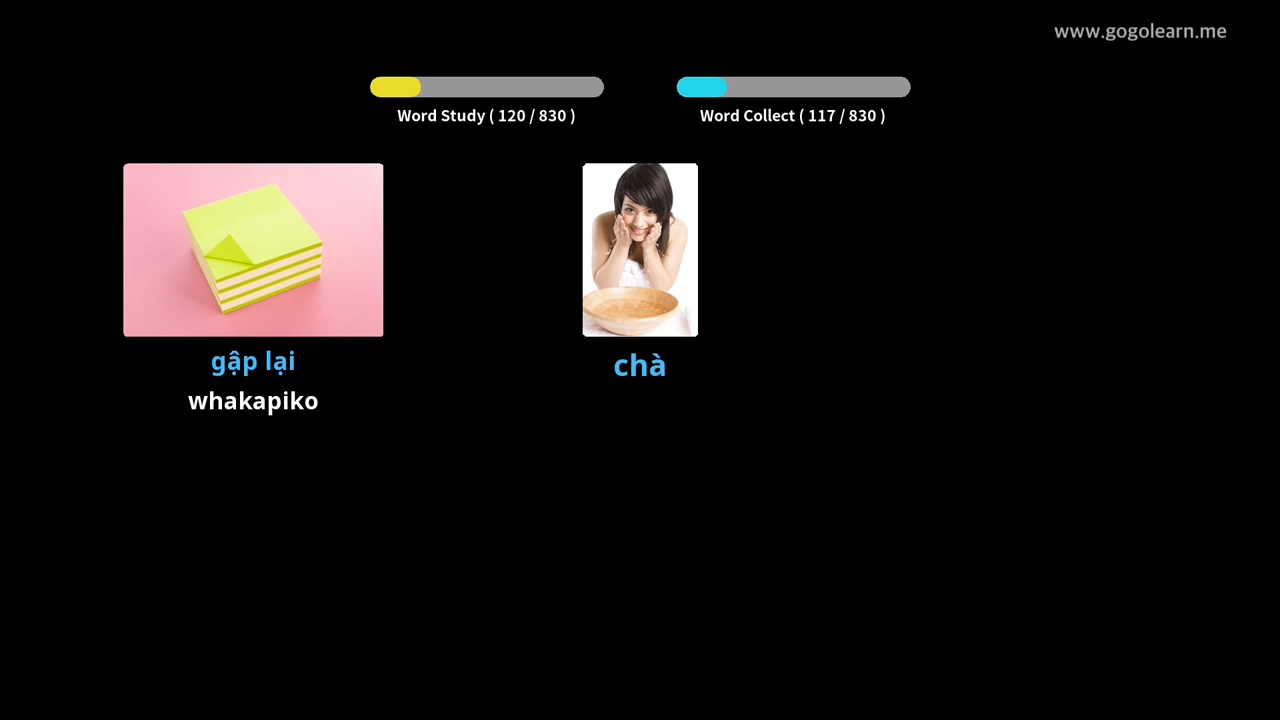 www.gogolearn.me
Word Study ( 120 / 830 )
Word Collect ( 117 / 830 )
gập lại
whakapiko
chà